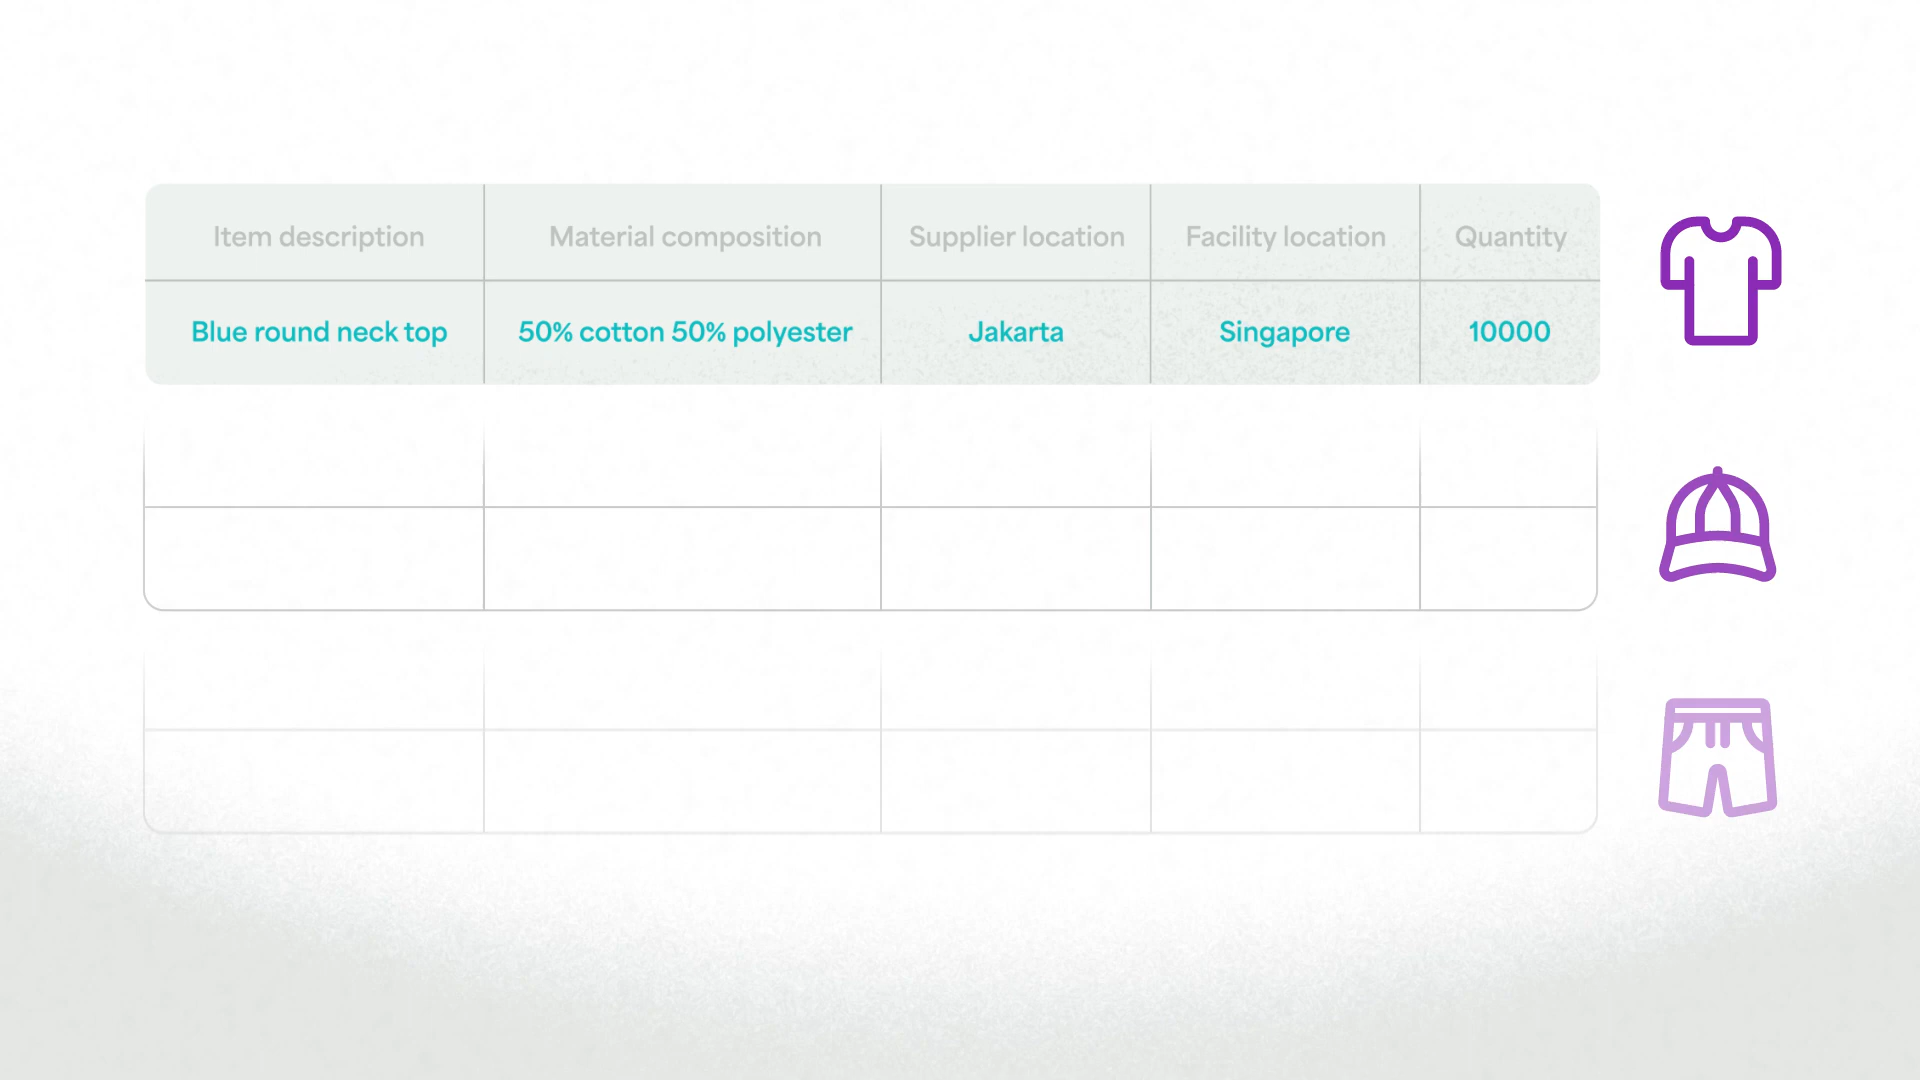 Item description Material composition Supplier location Facility location Quantity
Blue round neck top 50% cotton 50% polyester Jakarta Singapore 10000